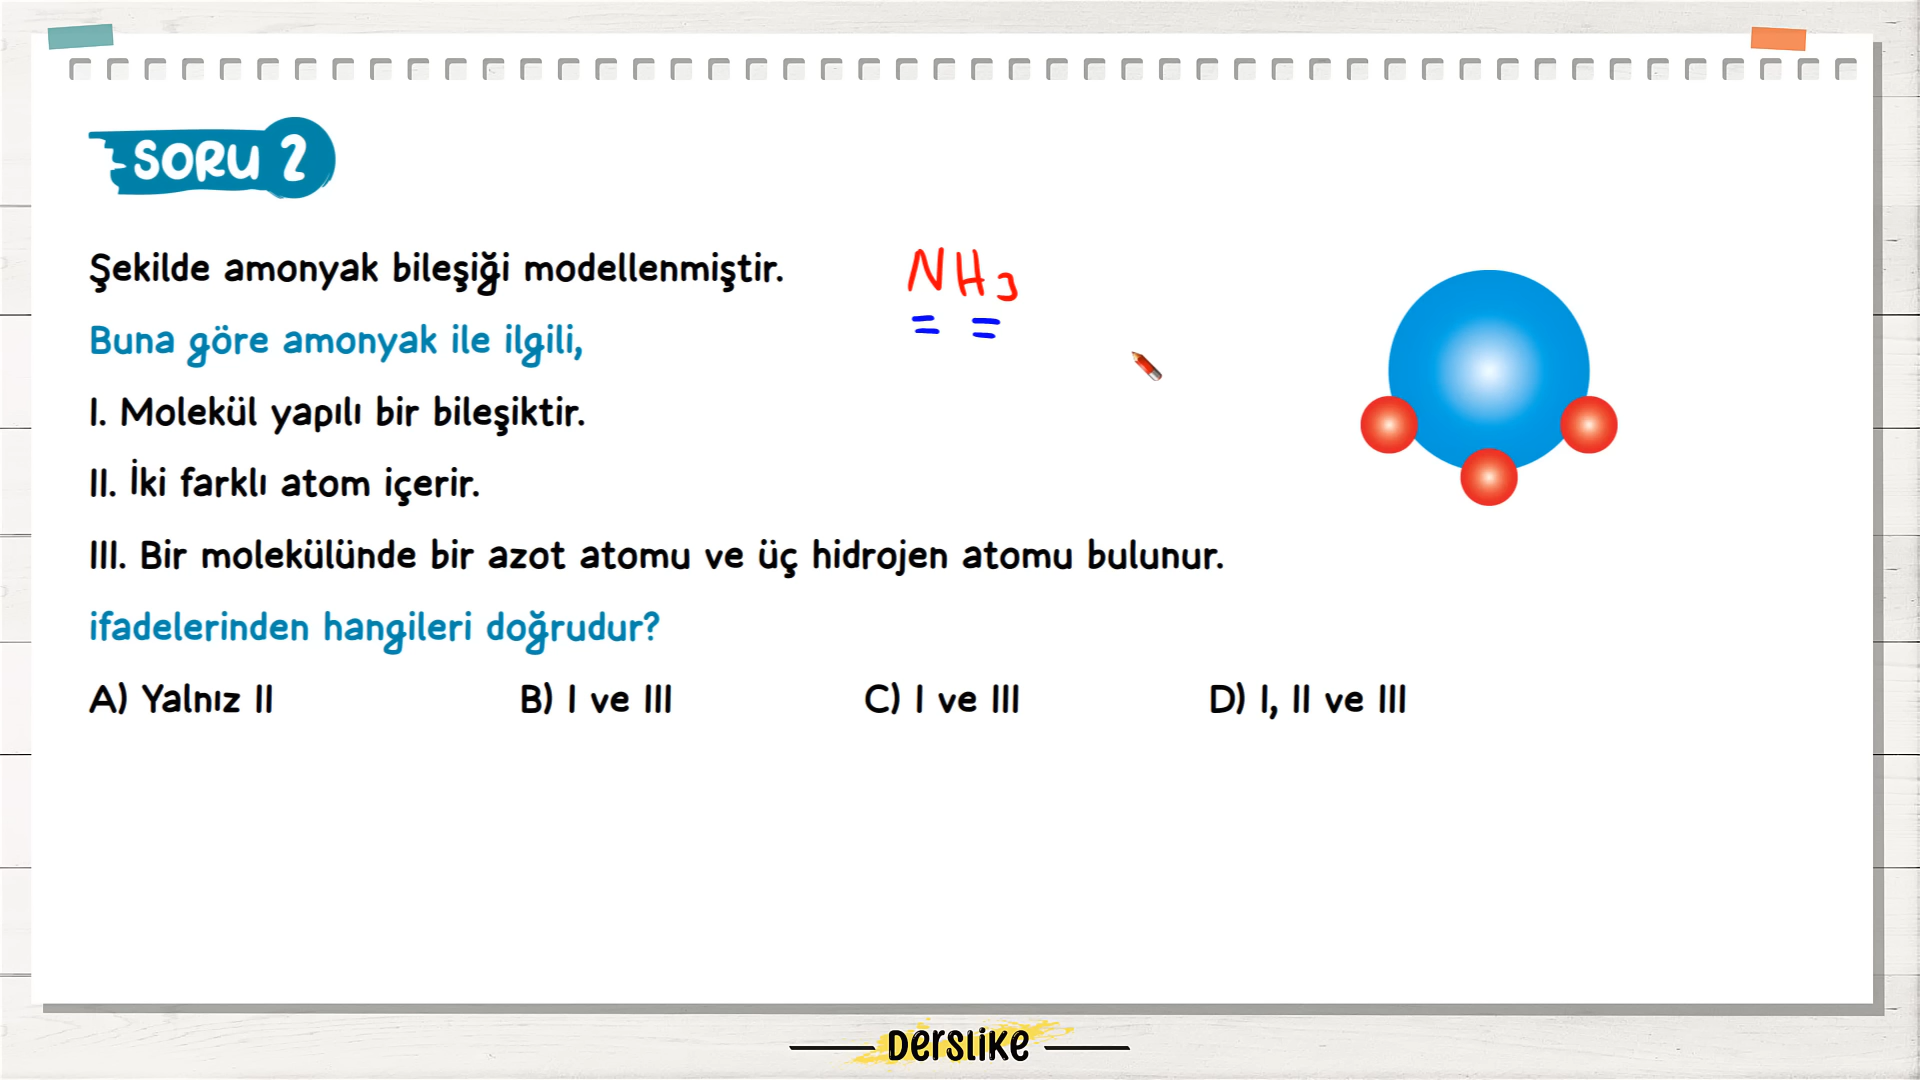 SORU 2
Şekilde amonyak bileşiği modellenmiştir.
NH3
Buna göre amonyak ile ilgili,
I. Molekül yapılı bir bileşiktir.
II. İki farklı atom içerir.
III. Bir molekülünde bir azot atomu ve üç hidrojen atomu bulunur.
ifadelerinden hangileri doğrudur?
A) Yalnız II B) I ve III C) I ve III D) I, II ve III
Derslike